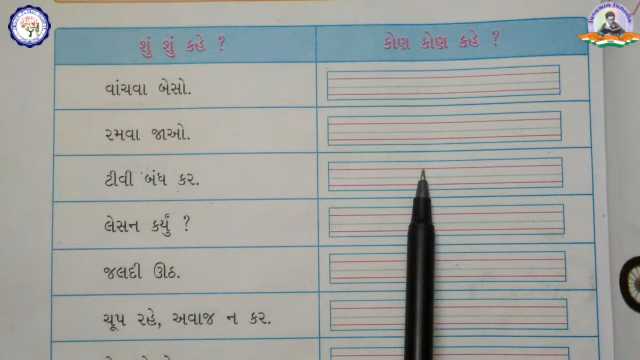 શું શું કહે ? કોણ કોણ કહે ?
વાંચવા બેસો.
રમવા જાઓ.
ટીવી બંધ કર.
લેસન કર્યું ?
જલદી ઊઠ.
ચૂપ રહે, અવાજ ન કર.